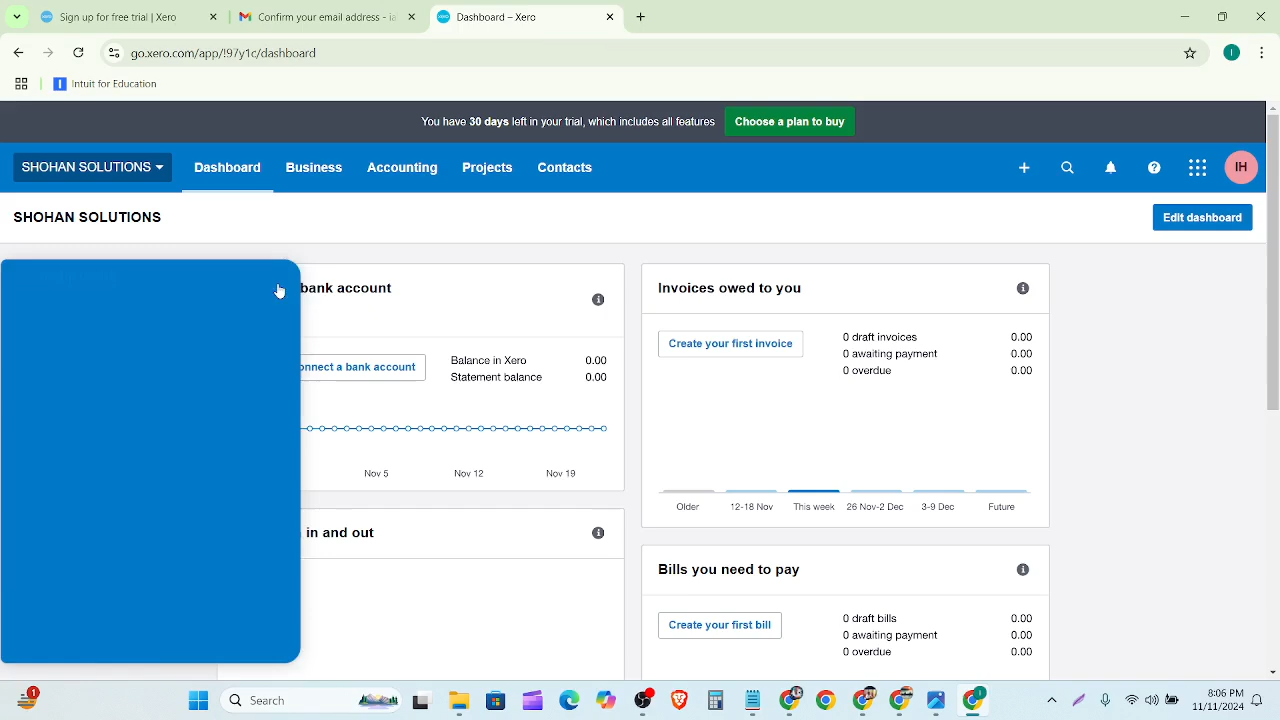 Sign up for free trial | Xero
Confirm your email address - ia
Dashboard – Xero
go.xero.com/app/!97y1c/dashboard
I
Intuit for Education
You have 30 days left in your trial, which includes all features
Choose a plan to buy
SHOHAN SOLUTIONS
Dashboard
Business
Accounting
Projects
Contacts
IH
SHOHAN SOLUTIONS
Edit dashboard
bank account
onnect a bank account
Balance in Xero 0.00
Statement balance 0.00
Nov 5
Nov 12
Nov 19
in and out
Invoices owed to you
Create your first invoice
0 draft invoices 0.00
0 awaiting payment 0.00
0 overdue 0.00
Older
12-18 Nov
This week
26 Nov-2 Dec
3-9 Dec
Future
Bills you need to pay
Create your first bill
0 draft bills 0.00
0 awaiting payment 0.00
0 overdue 0.00
1
Search
8:06 PM
11/11/2024